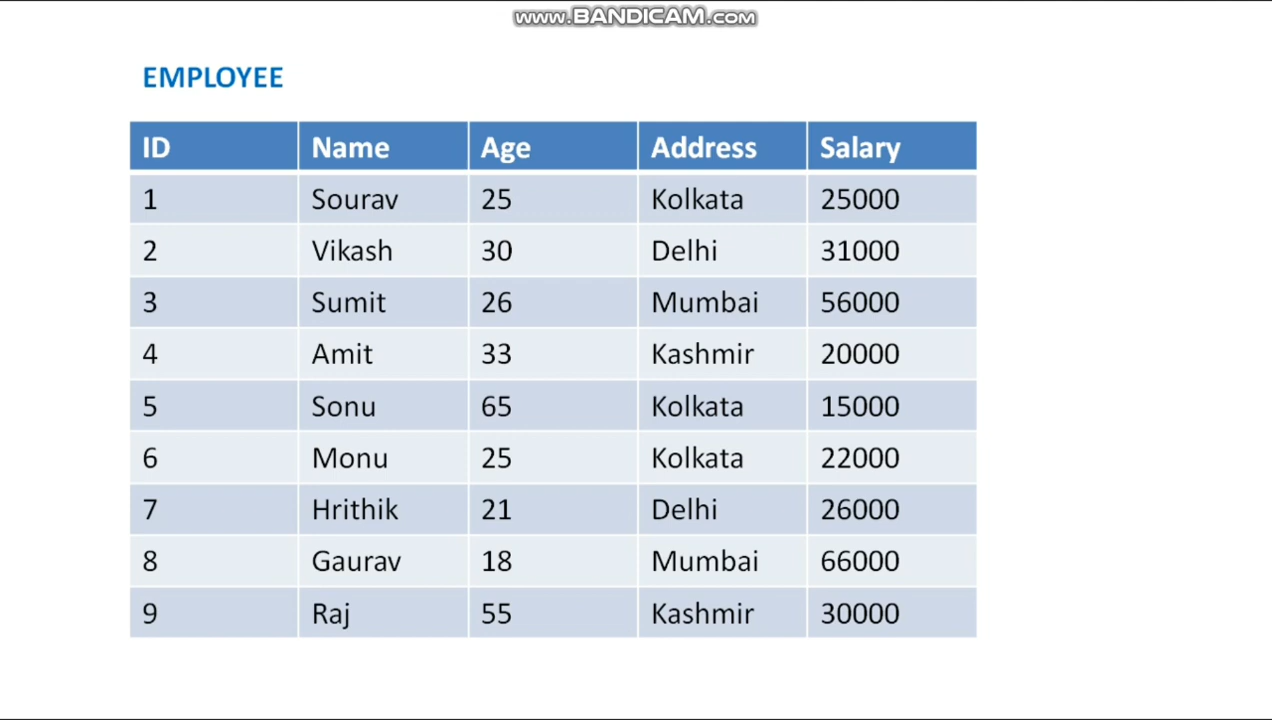 www.BANDICAM.com
EMPLOYEE
ID Name Age Address Salary
1 Sourav 25 Kolkata 25000
2 Vikash 30 Delhi 31000
3 Sumit 26 Mumbai 56000
4 Amit 33 Kashmir 20000
5 Sonu 65 Kolkata 15000
6 Monu 25 Kolkata 22000
7 Hrithik 21 Delhi 26000
8 Gaurav 18 Mumbai 66000
9 Raj 55 Kashmir 30000